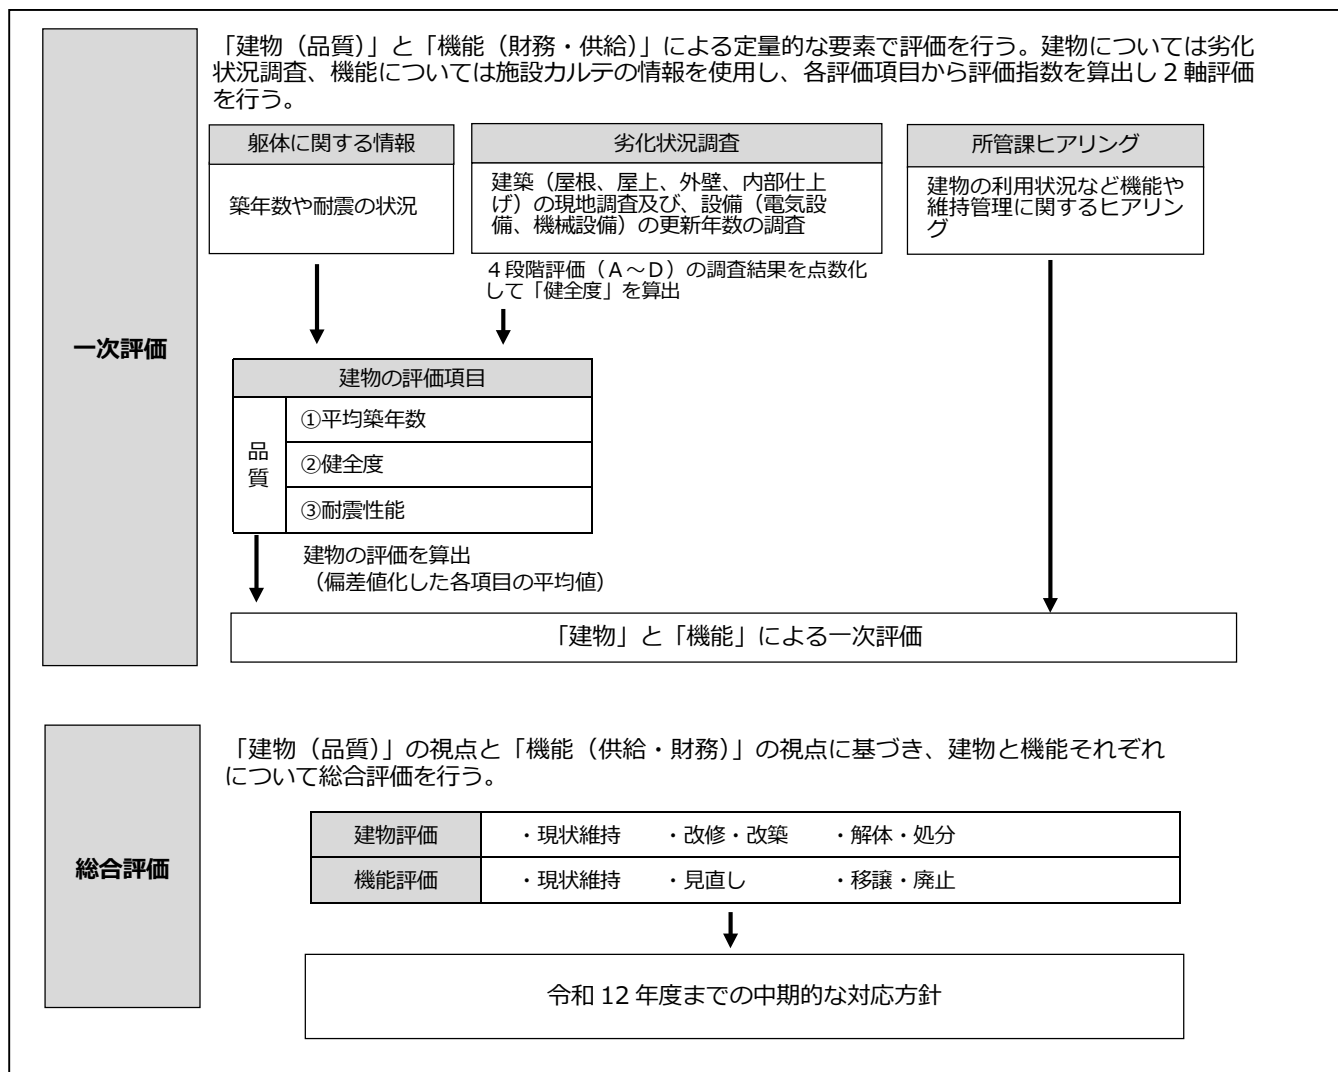 一次評価
「建物（品質）」と「機能（財務・供給）」による定量的な要素で評価を行う。建物については劣化
状況調査、機能については施設カルテの情報を使用し、各評価項目から評価指数を算出し２軸評価
を行う。
躯体に関する情報
築年数や耐震の状況
劣化状況調査
建築（屋根、屋上、外壁、内部仕上
げ）の現地調査及び、設備（電気設
備、機械設備）の更新年数の調査
所管課ヒアリング
建物の利用状況など機能や
維持管理に関するヒアリン
グ
４段階評価（Ａ～Ｄ）の調査結果を点数化
して「健全度」を算出
建物の評価項目
品
質
①平均築年数
②健全度
③耐震性能
建物の評価を算出
（偏差値化した各項目の平均値）
「建物」と「機能」による一次評価
総合評価
「建物（品質）」の視点と「機能（供給・財務）」の視点に基づき、建物と機能それぞれ
について総合評価を行う。
建物評価 ・現状維持 ・改修・改築 ・解体・処分
機能評価 ・現状維持 ・見直し ・移譲・廃止
令和 12 年度までの中期的な対応方針